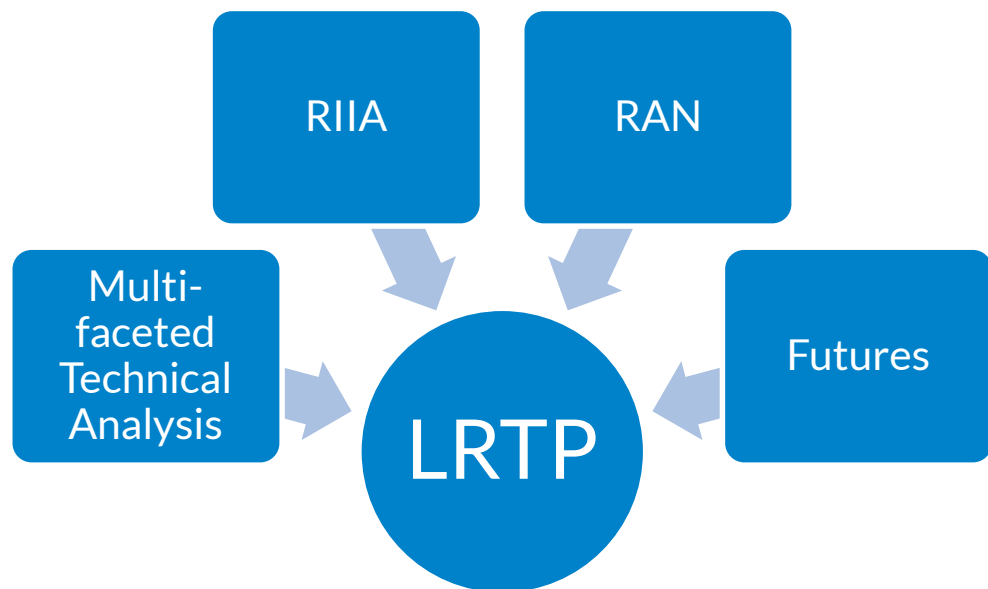 RIIA
RAN
Multi-
faceted
Technical
Analysis
Futures
LRTP